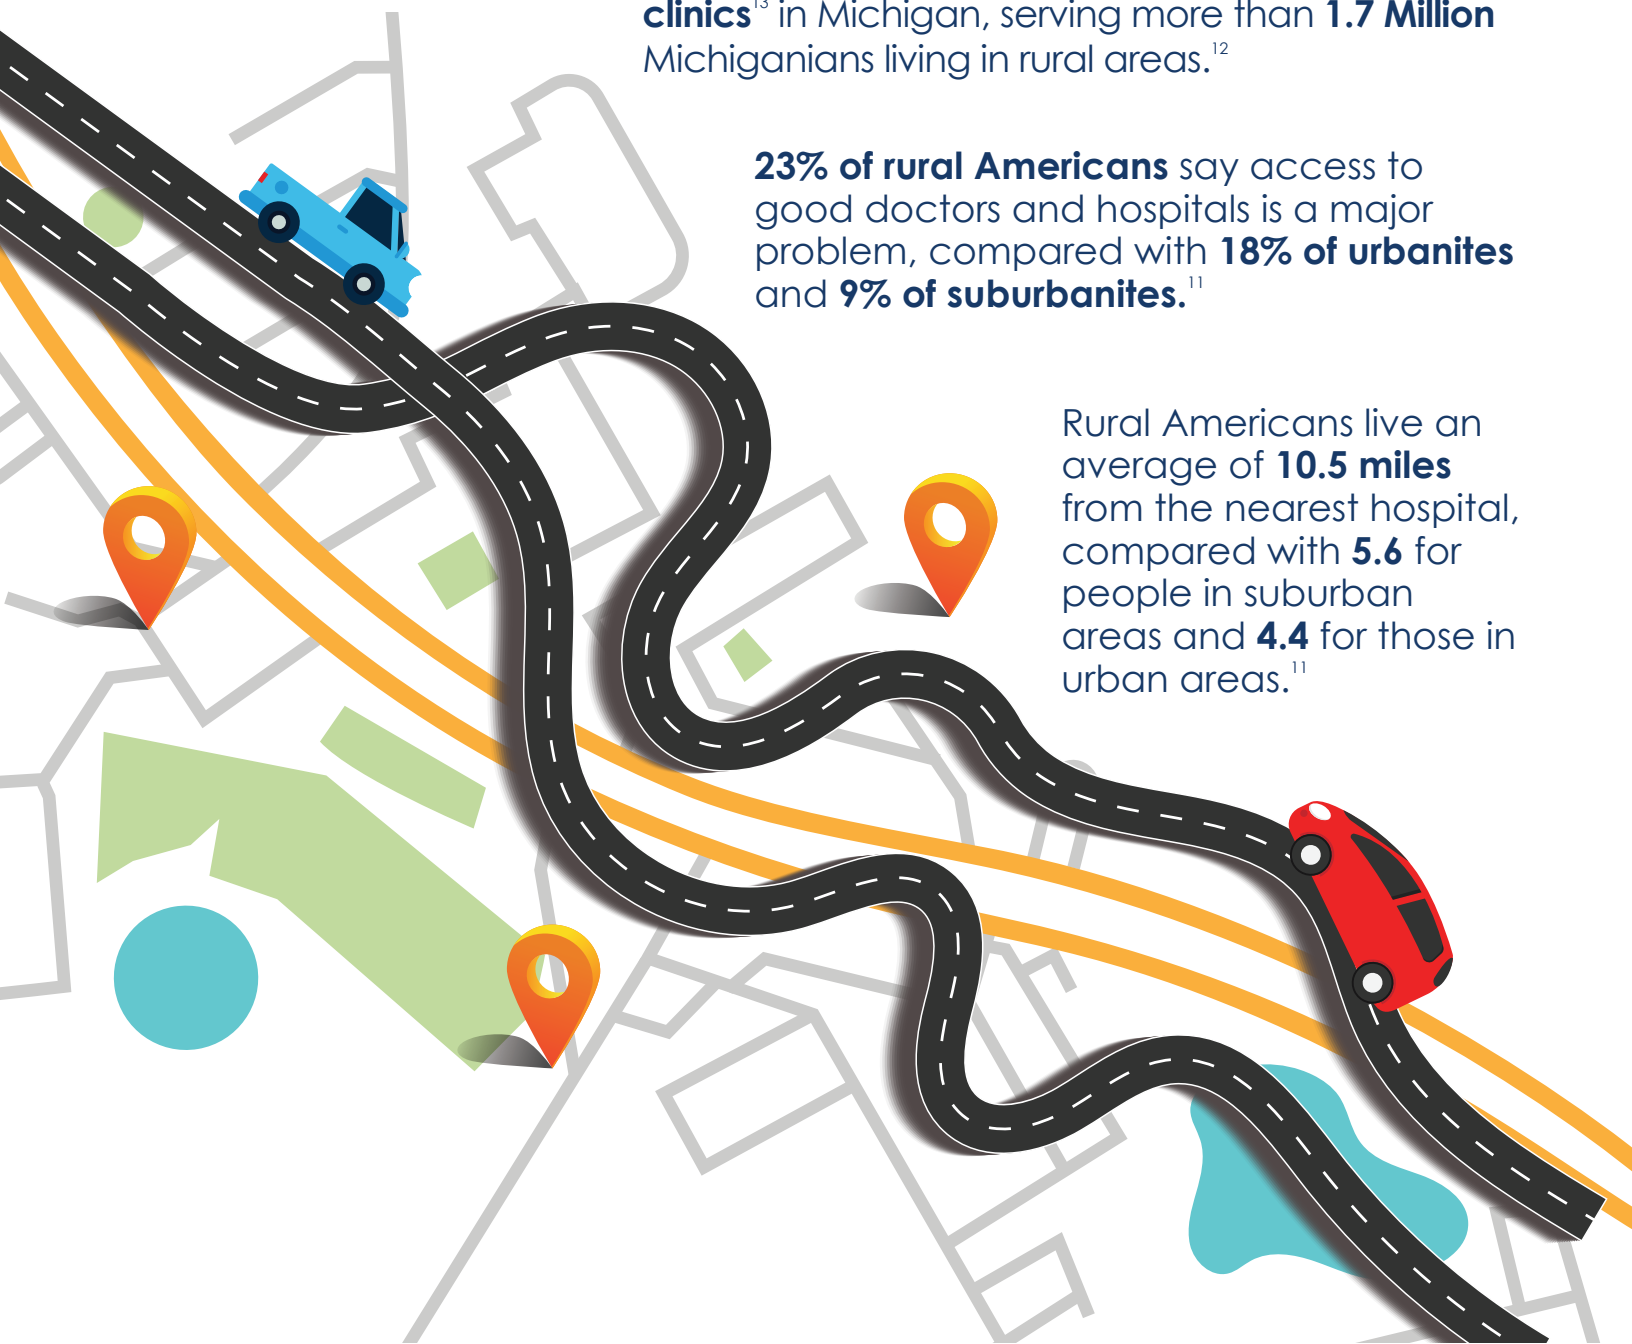 clinics¹³ in Michigan, serving more than 1.7 Million
Michiganians living in rural areas.¹²
23% of rural Americans say access to
good doctors and hospitals is a major
problem, compared with 18% of urbanites
and 9% of suburbanites.¹¹
Rural Americans live an
average of 10.5 miles
from the nearest hospital,
compared with 5.6 for
people in suburban
areas and 4.4 for those in
urban areas.¹¹